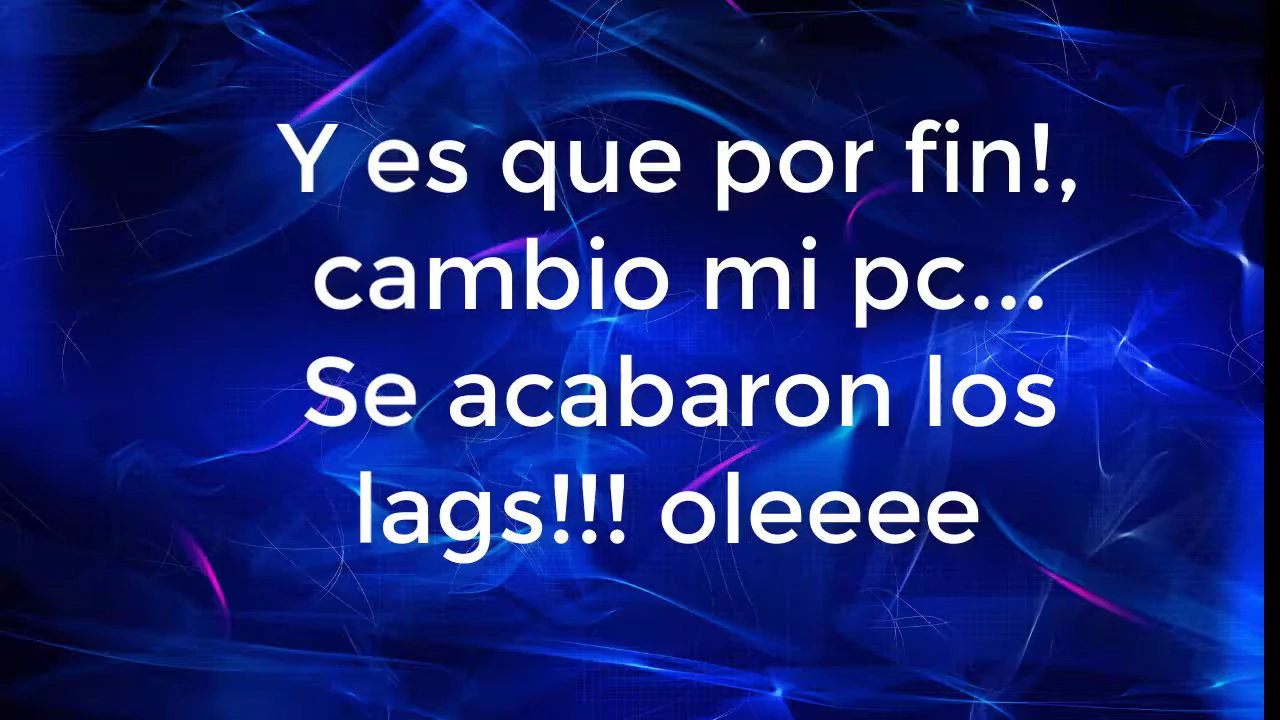 Y es que por fin!,
cambio mi pc...
Se acabaron los
lags!!! oleeee